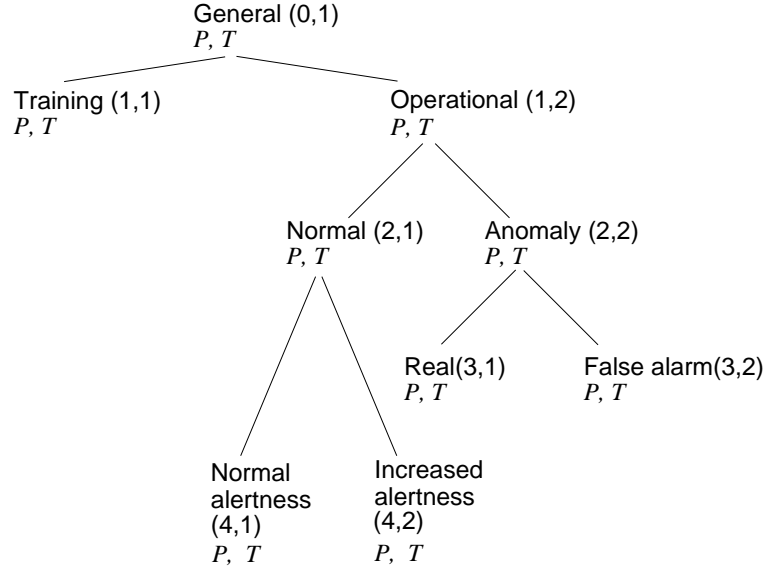 General (0,1)
P, T
Training (1,1)
P, T
Operational (1,2)
P, T
Normal (2,1)
P, T
Anomaly (2,2)
P, T
Real(3,1)
P, T
False alarm(3,2)
P, T
Normal
alertness
(4,1)
P, T
Increased
alertness
(4,2)
P, T